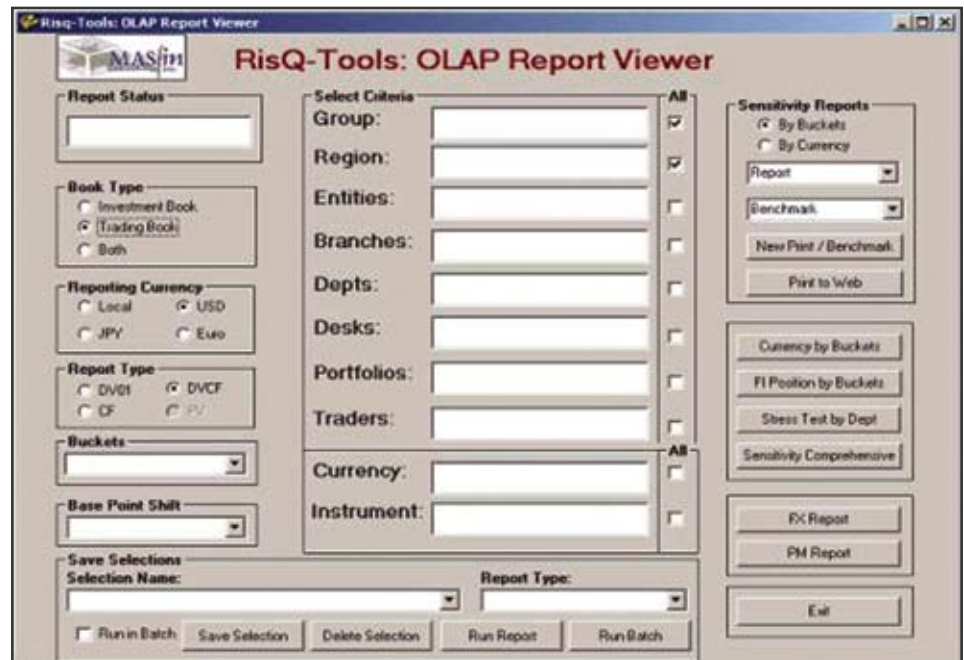 Risq-Tools: OLAP Report Viewer
MASfin
RisQ-Tools: OLAP Report Viewer
Report Status
Book Type
Investment Book
Trading Book
Both
Reporting Currency
Local USD
JPY Euro
Report Type
DV01 DVCF
CF PV
Buckets
Base Point Shift
Select Criteria All
Group:
Region:
Entities:
Branches:
Depts:
Desks:
Portfolios:
Traders:
All
Currency:
Instrument:
Sensitivity Reports
By Buckets
By Currency
Report
Benchmark
New Print / Benchmark
Print to Web
Currency by Buckets
FI Position by Buckets
Stress Test by Dept
Sensitivity Comprehensive
FX Report
PM Report
Exit
Save Selections
Selection Name: Report Type:
Run in Batch Save Selection Delete Selection Run Report Run Batch